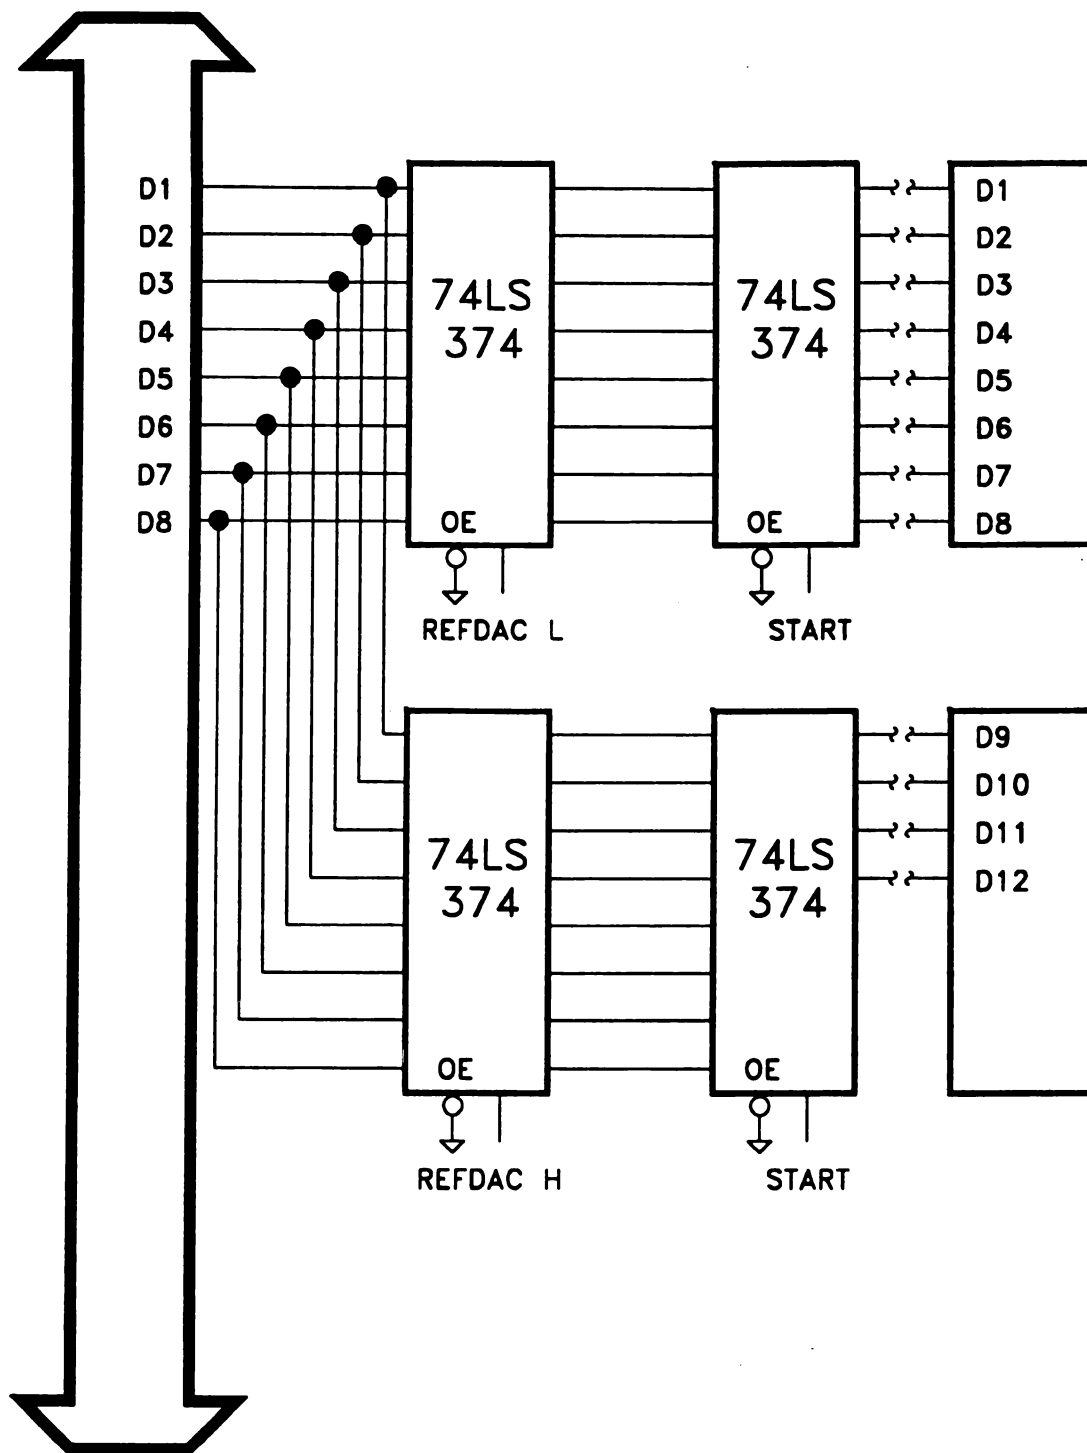 D1
D2
D3
D4
D5
D6
D7
D8
74LS
374
OE
REFDAC L
74LS
374
OE
START
D1
D2
D3
D4
D5
D6
D7
D8
74LS
374
OE
REFDAC H
74LS
374
OE
START
D9
D10
D11
D12